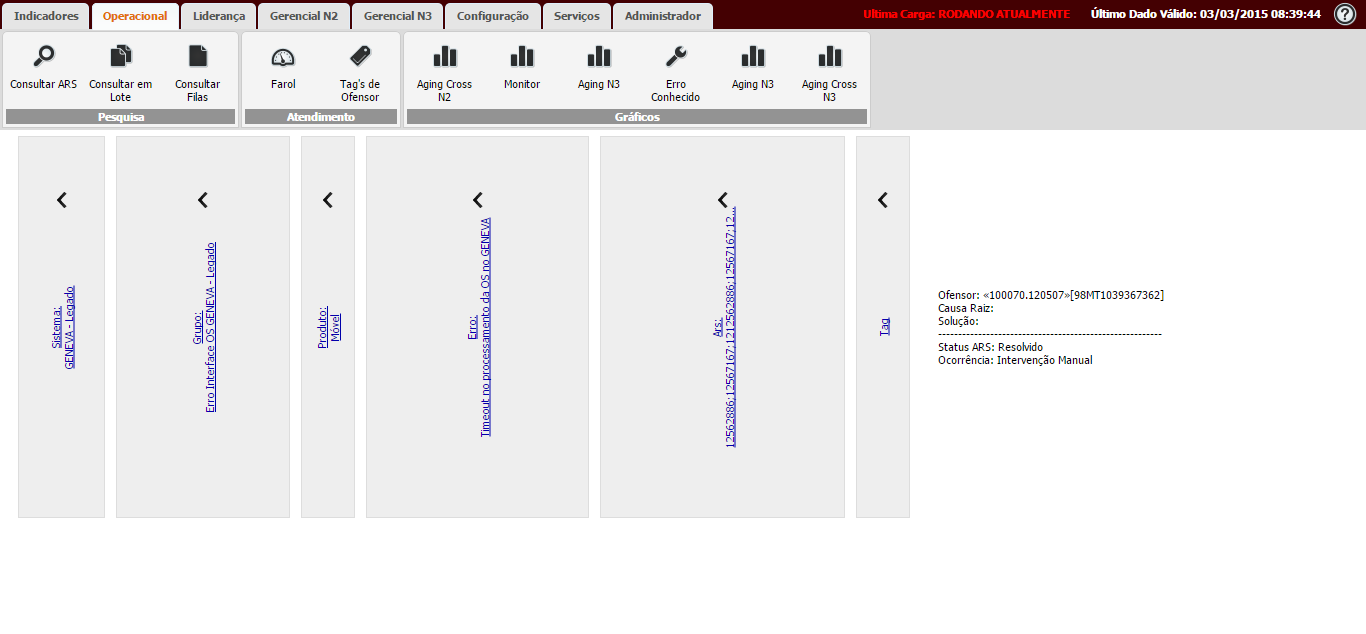 Indicadores
Operacional
Liderança
Gerencial N2
Gerencial N3
Configuração
Serviços
Administrador
Ultima Carga: RODANDO ATUALMENTE
Último Dado Válido: 03/03/2015 08:39:44
?
Consultar ARS
Consultar em
Lote
Consultar
Filas
Pesquisa
Farol
Tag's de
Ofensor
Atendimento
Aging Cross
N2
Monitor
Aging N3
Erro
Conhecido
Aging N3
Aging Cross
N3
Gráficos
Sistema:
GENEVA - Legado
Grupo:
Erro Interface OS GENEVA - Legado
Produto:
Móvel
Erro:
Timeout no processamento da OS no GENEVA
Ars:
12562886;12567167;1212562886;12567167;12...
Tag
Ofensor: «100070.120507»[98MT1039367362]
Causa Raiz:
Solução:
--------------------------------------------------------
Status ARS: Resolvido
Ocorrência: Intervenção Manual